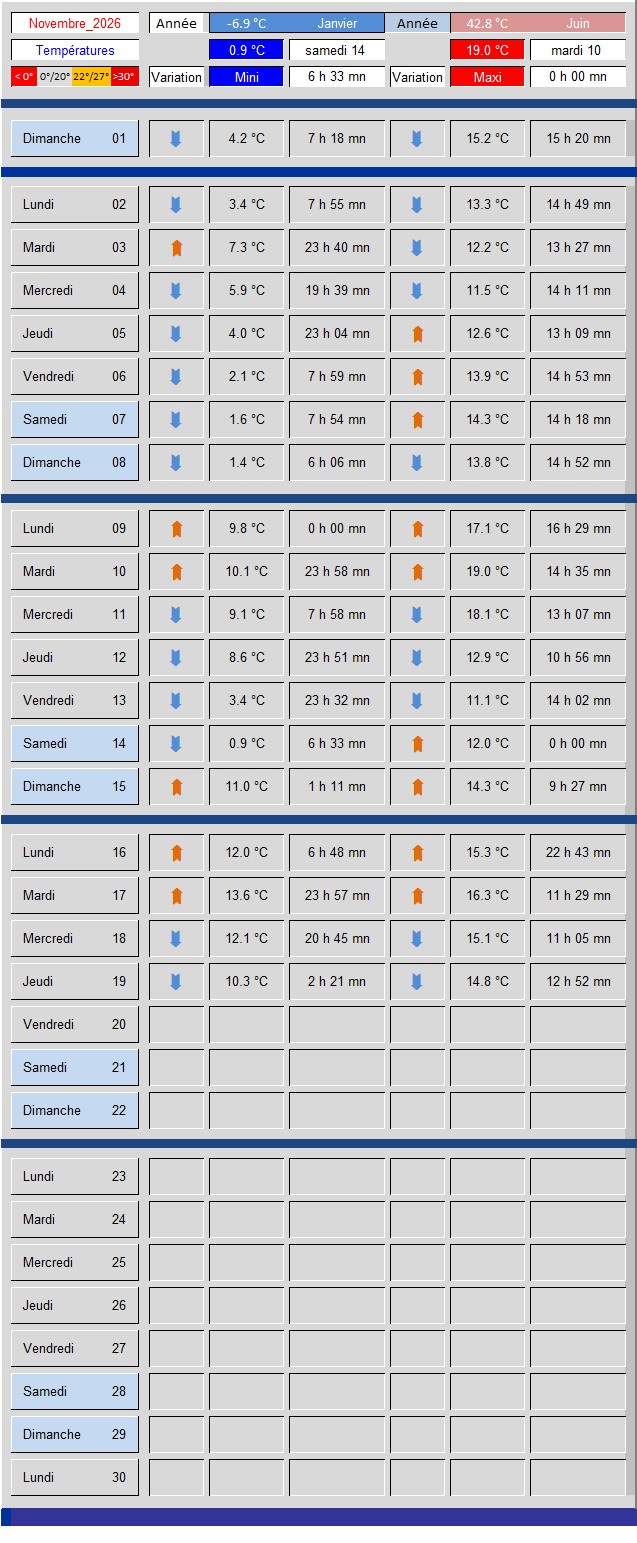 Novembre_2026 Année -6.9 °C Janvier Année 42.8 °C Juin
Températures 0.9 °C samedi 14 19.0 °C mardi 10
< 0° 0°/20° 22°/27° >30° Variation Mini 6 h 33 mn Variation Maxi 0 h 00 mn
Dimanche 01 4.2 °C 7 h 18 mn 15.2 °C 15 h 20 mn
Lundi 02 3.4 °C 7 h 55 mn 13.3 °C 14 h 49 mn
Mardi 03 7.3 °C 23 h 40 mn 12.2 °C 13 h 27 mn
Mercredi 04 5.9 °C 19 h 39 mn 11.5 °C 14 h 11 mn
Jeudi 05 4.0 °C 23 h 04 mn 12.6 °C 13 h 09 mn
Vendredi 06 2.1 °C 7 h 59 mn 13.9 °C 14 h 53 mn
Samedi 07 1.6 °C 7 h 54 mn 14.3 °C 14 h 18 mn
Dimanche 08 1.4 °C 6 h 06 mn 13.8 °C 14 h 52 mn
Lundi 09 9.8 °C 0 h 00 mn 17.1 °C 16 h 29 mn
Mardi 10 10.1 °C 23 h 58 mn 19.0 °C 14 h 35 mn
Mercredi 11 9.1 °C 7 h 58 mn 18.1 °C 13 h 07 mn
Jeudi 12 8.6 °C 23 h 51 mn 12.9 °C 10 h 56 mn
Vendredi 13 3.4 °C 23 h 32 mn 11.1 °C 14 h 02 mn
Samedi 14 0.9 °C 6 h 33 mn 12.0 °C 0 h 00 mn
Dimanche 15 11.0 °C 1 h 11 mn 14.3 °C 9 h 27 mn
Lundi 16 12.0 °C 6 h 48 mn 15.3 °C 22 h 43 mn
Mardi 17 13.6 °C 23 h 57 mn 16.3 °C 11 h 29 mn
Mercredi 18 12.1 °C 20 h 45 mn 15.1 °C 11 h 05 mn
Jeudi 19 10.3 °C 2 h 21 mn 14.8 °C 12 h 52 mn
Vendredi 20
Samedi 21
Dimanche 22
Lundi 23
Mardi 24
Mercredi 25
Jeudi 26
Vendredi 27
Samedi 28
Dimanche 29
Lundi 30